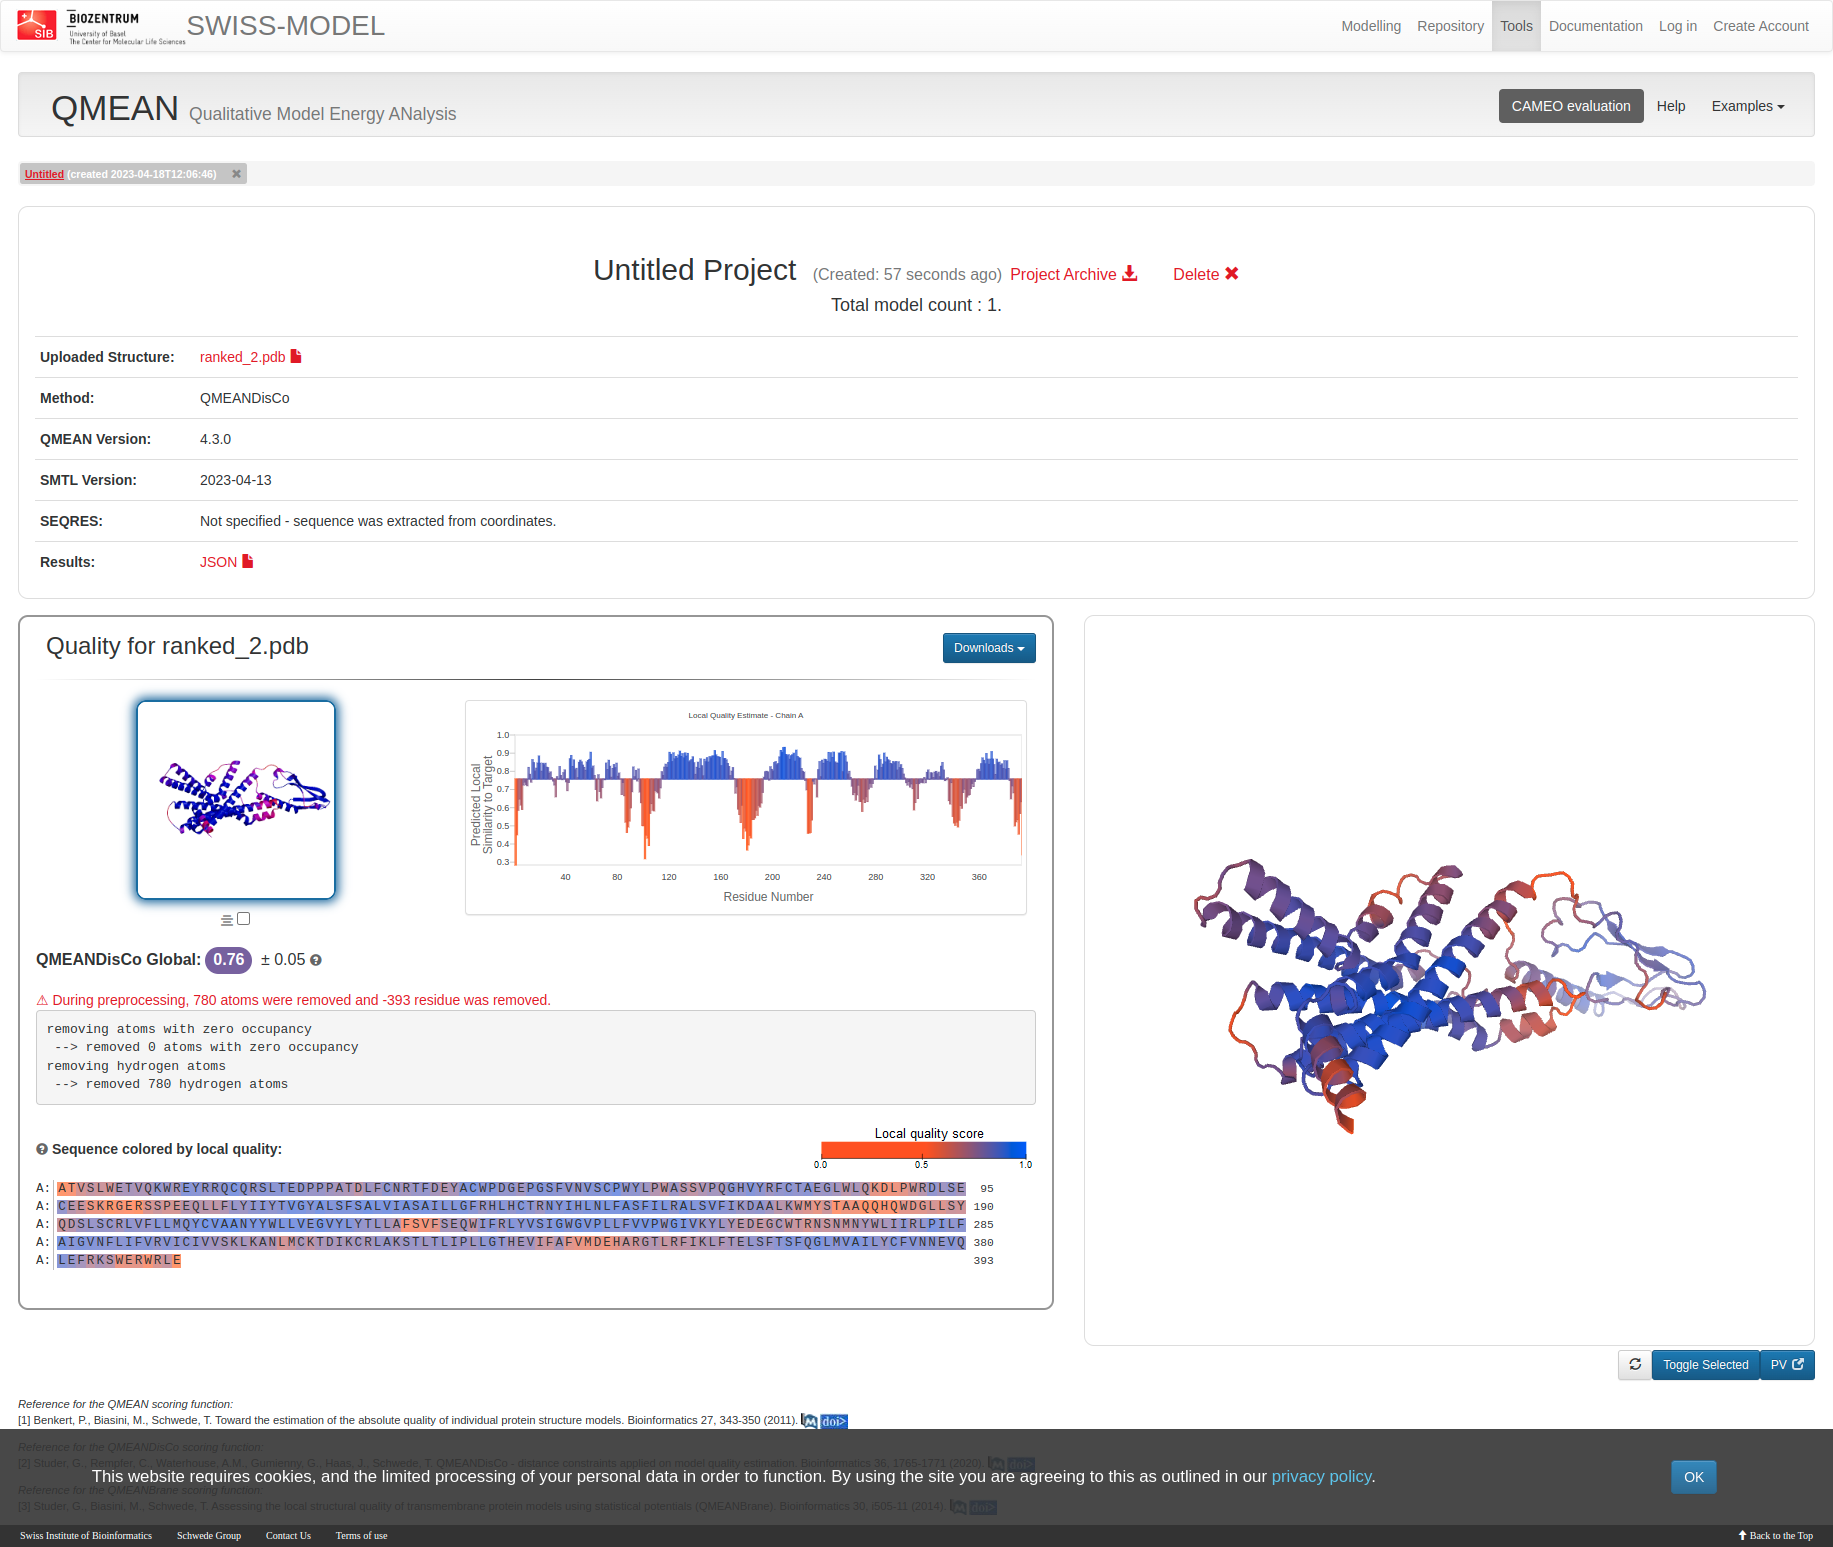 SIB
BIOZENTRUM
University of Basel
The Center for Molecular Life Sciences
SWISS-MODEL
Modelling
Repository
Tools
Documentation
Log in
Create Account
QMEAN Qualitative Model Energy ANalysis
CAMEO evaluation
Help
Examples
Untitled (created 2023-04-18T12:06:46)
Untitled Project (Created: 57 seconds ago) Project Archive Delete
Total model count : 1.
Uploaded Structure: ranked_2.pdb
Method: QMEANDisCo
QMEAN Version: 4.3.0
SMTL Version: 2023-04-13
SEQRES: Not specified - sequence was extracted from coordinates.
Results: JSON
Quality for ranked_2.pdb
Downloads
Local Quality Estimate - Chain A
Predicted Local
Similarity to Target
1.0
0.9
0.8
0.7
0.6
0.5
0.4
0.3
40 80 120 160 200 240 280 320 360
Residue Number
QMEANDisCo Global: 0.76 ± 0.05
During preprocessing, 780 atoms were removed and -393 residue was removed.
removing atoms with zero occupancy
--> removed 0 atoms with zero occupancy
removing hydrogen atoms
--> removed 780 hydrogen atoms
Sequence colored by local quality:
Local quality score
0.0 0.5 1.0
A: ATVSLWETVQKWREYRRQCQRSLTEDPPPATDLFCNRTFDEYACWPDGEPGSFVNVSCPWYLPWASSVPQGHVYRFCTAEGLWLQKDLPWRDLSE 95
A: CEESKRGERSSPEEQLLFLYIIYTVGYALSFSALVIASAILLGFRHLHCTRNYIHLNLFASFILRALSVFIKDAALKWMYSTAAQQHQWDGLLSY 190
A: QDSLSCRLVFLLMQYCVAANYYWLLVEGVYLYTLLAFSVFSEQWIFRLYVSIGWGVPLLFVVPWGIVKYLYEDEGCWTRNSNMNYWLIIRLPILF 285
A: AIGVNFLIFVRVICIVVSKLKANLMCKTDIKCRLAKSTLTLIPLLGTHEVIFAFVMDEHARGTLRFIKLFTELSFTSFQGLMVAILYCFVNNEVQ 380
A: LEFRKSWERWRLE 393
Toggle Selected
PV
Reference for the QMEAN scoring function:
[1] Benkert, P., Biasini, M., Schwede, T. Toward the estimation of the absolute quality of individual protein structure models. Bioinformatics 27, 343-350 (2011). M doi>
Reference for the QMEANDisCo scoring function:
[2] Studer, G., Rempfer, C., Waterhouse, A.M., Gumienny, G., Haas, J., Schwede, T. QMEANDisCo - distance constraints applied on model quality estimation. Bioinformatics 36, 1765-1771 (2020). M doi>
This website requires cookies, and the limited processing of your personal data in order to function. By using the site you are agreeing to this as outlined in our privacy policy.
OK
Reference for the QMEANBrane scoring function:
[3] Studer, G., Biasini, M., Schwede, T. Assessing the local structural quality of transmembrane protein models using statistical potentials (QMEANBrane). Bioinformatics 30, i505-11 (2014). M doi>
Swiss Institute of Bioinformatics
Schwede Group
Contact Us
Terms of use
Back to the Top